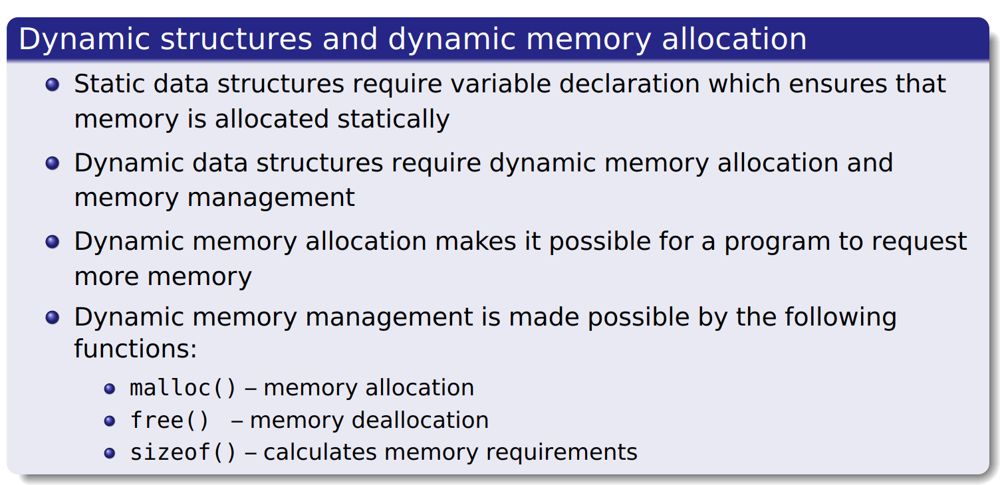 Dynamic structures and dynamic memory allocation
Static data structures require variable declaration which ensures that
memory is allocated statically
Dynamic data structures require dynamic memory allocation and
memory management
Dynamic memory allocation makes it possible for a program to request
more memory
Dynamic memory management is made possible by the following
functions:
malloc() – memory allocation
free() – memory deallocation
sizeof() – calculates memory requirements